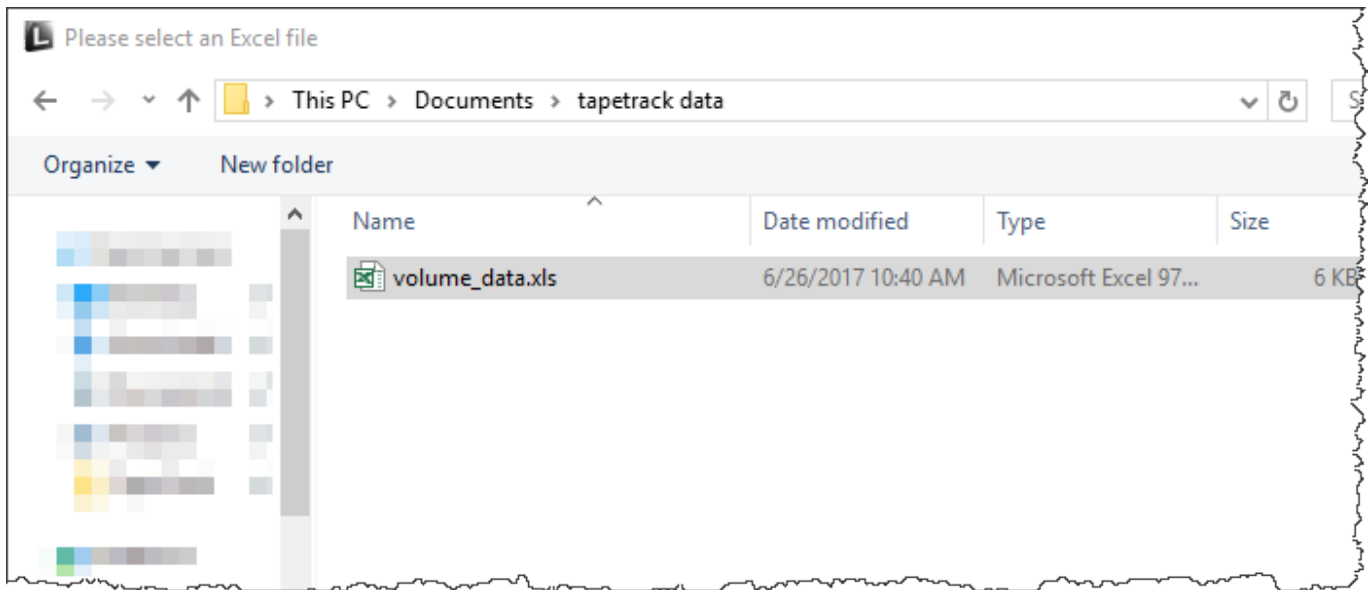 Please select an Excel file
This PC > Documents > tapetrack data
Organize New folder
Name Date modified Type Size
volume_data.xls 6/26/2017 10:40 AM Microsoft Excel 97... 6 KB